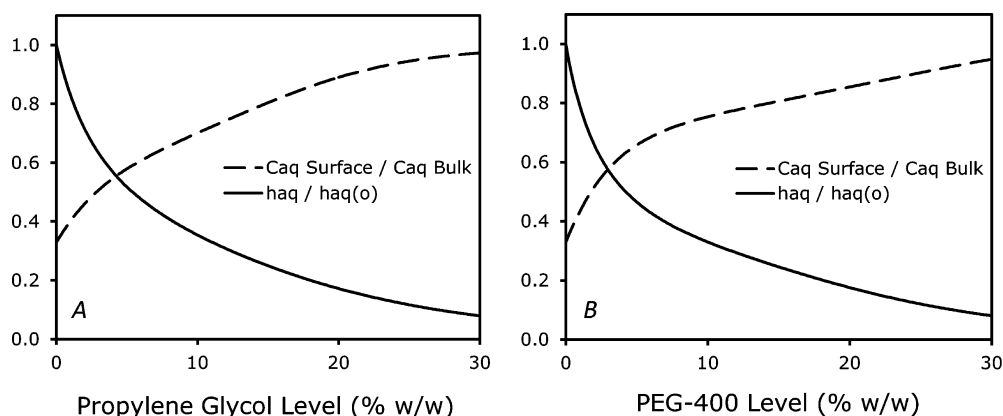 1.0
0.8
0.6
0.4
0.2
0.0
Caq Surface / Caq Bulk
haq / haq(o)
A
0 10 20 30
Propylene Glycol Level (% w/w)
1.0
0.8
0.6
0.4
0.2
0.0
Caq Surface / Caq Bulk
haq / haq(o)
B
0 10 20 30
PEG-400 Level (% w/w)